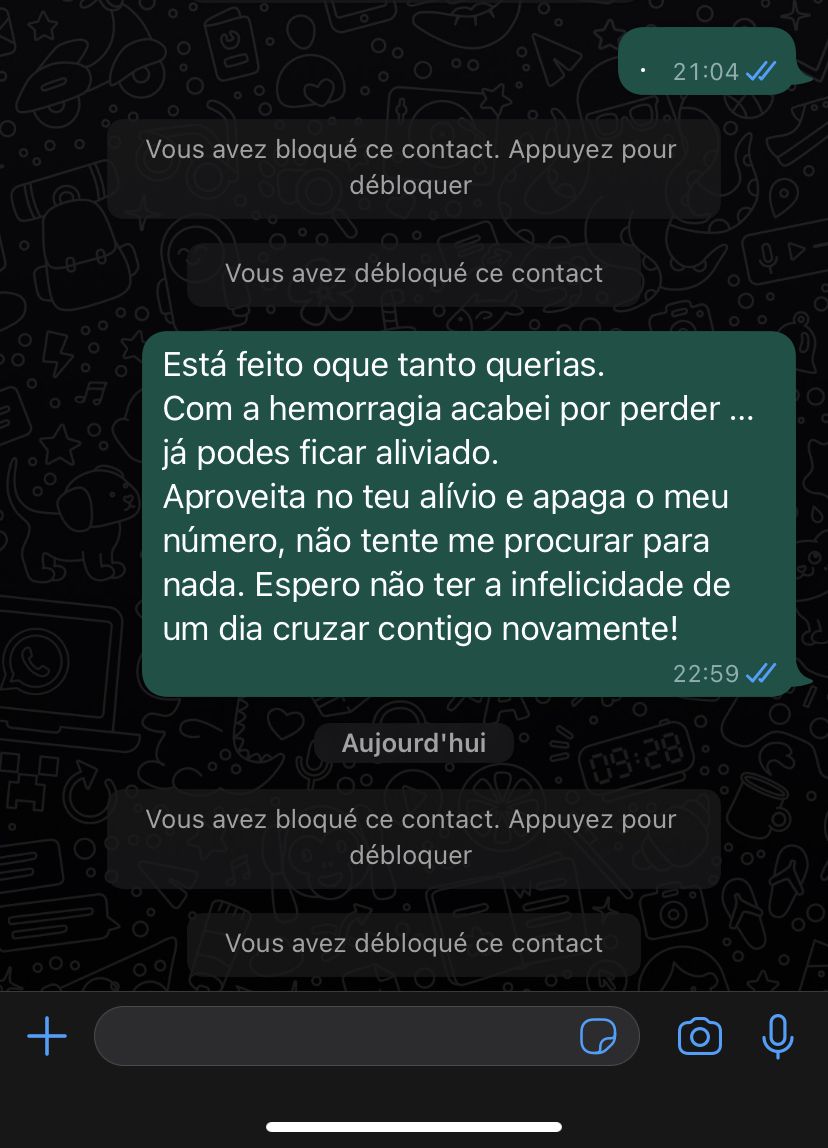 · 21:04
Vous avez bloqué ce contact. Appuyez pour
débloquer
Vous avez débloqué ce contact
Está feito oque tanto querias.
Com a hemorragia acabei por perder ...
já podes ficar aliviado.
Aproveita no teu alívio e apaga o meu
número, não tente me procurar para
nada. Espero não ter a infelicidade de
um dia cruzar contigo novamente!
22:59
Aujourd'hui
09:28
Vous avez bloqué ce contact. Appuyez pour
débloquer
Vous avez débloqué ce contact